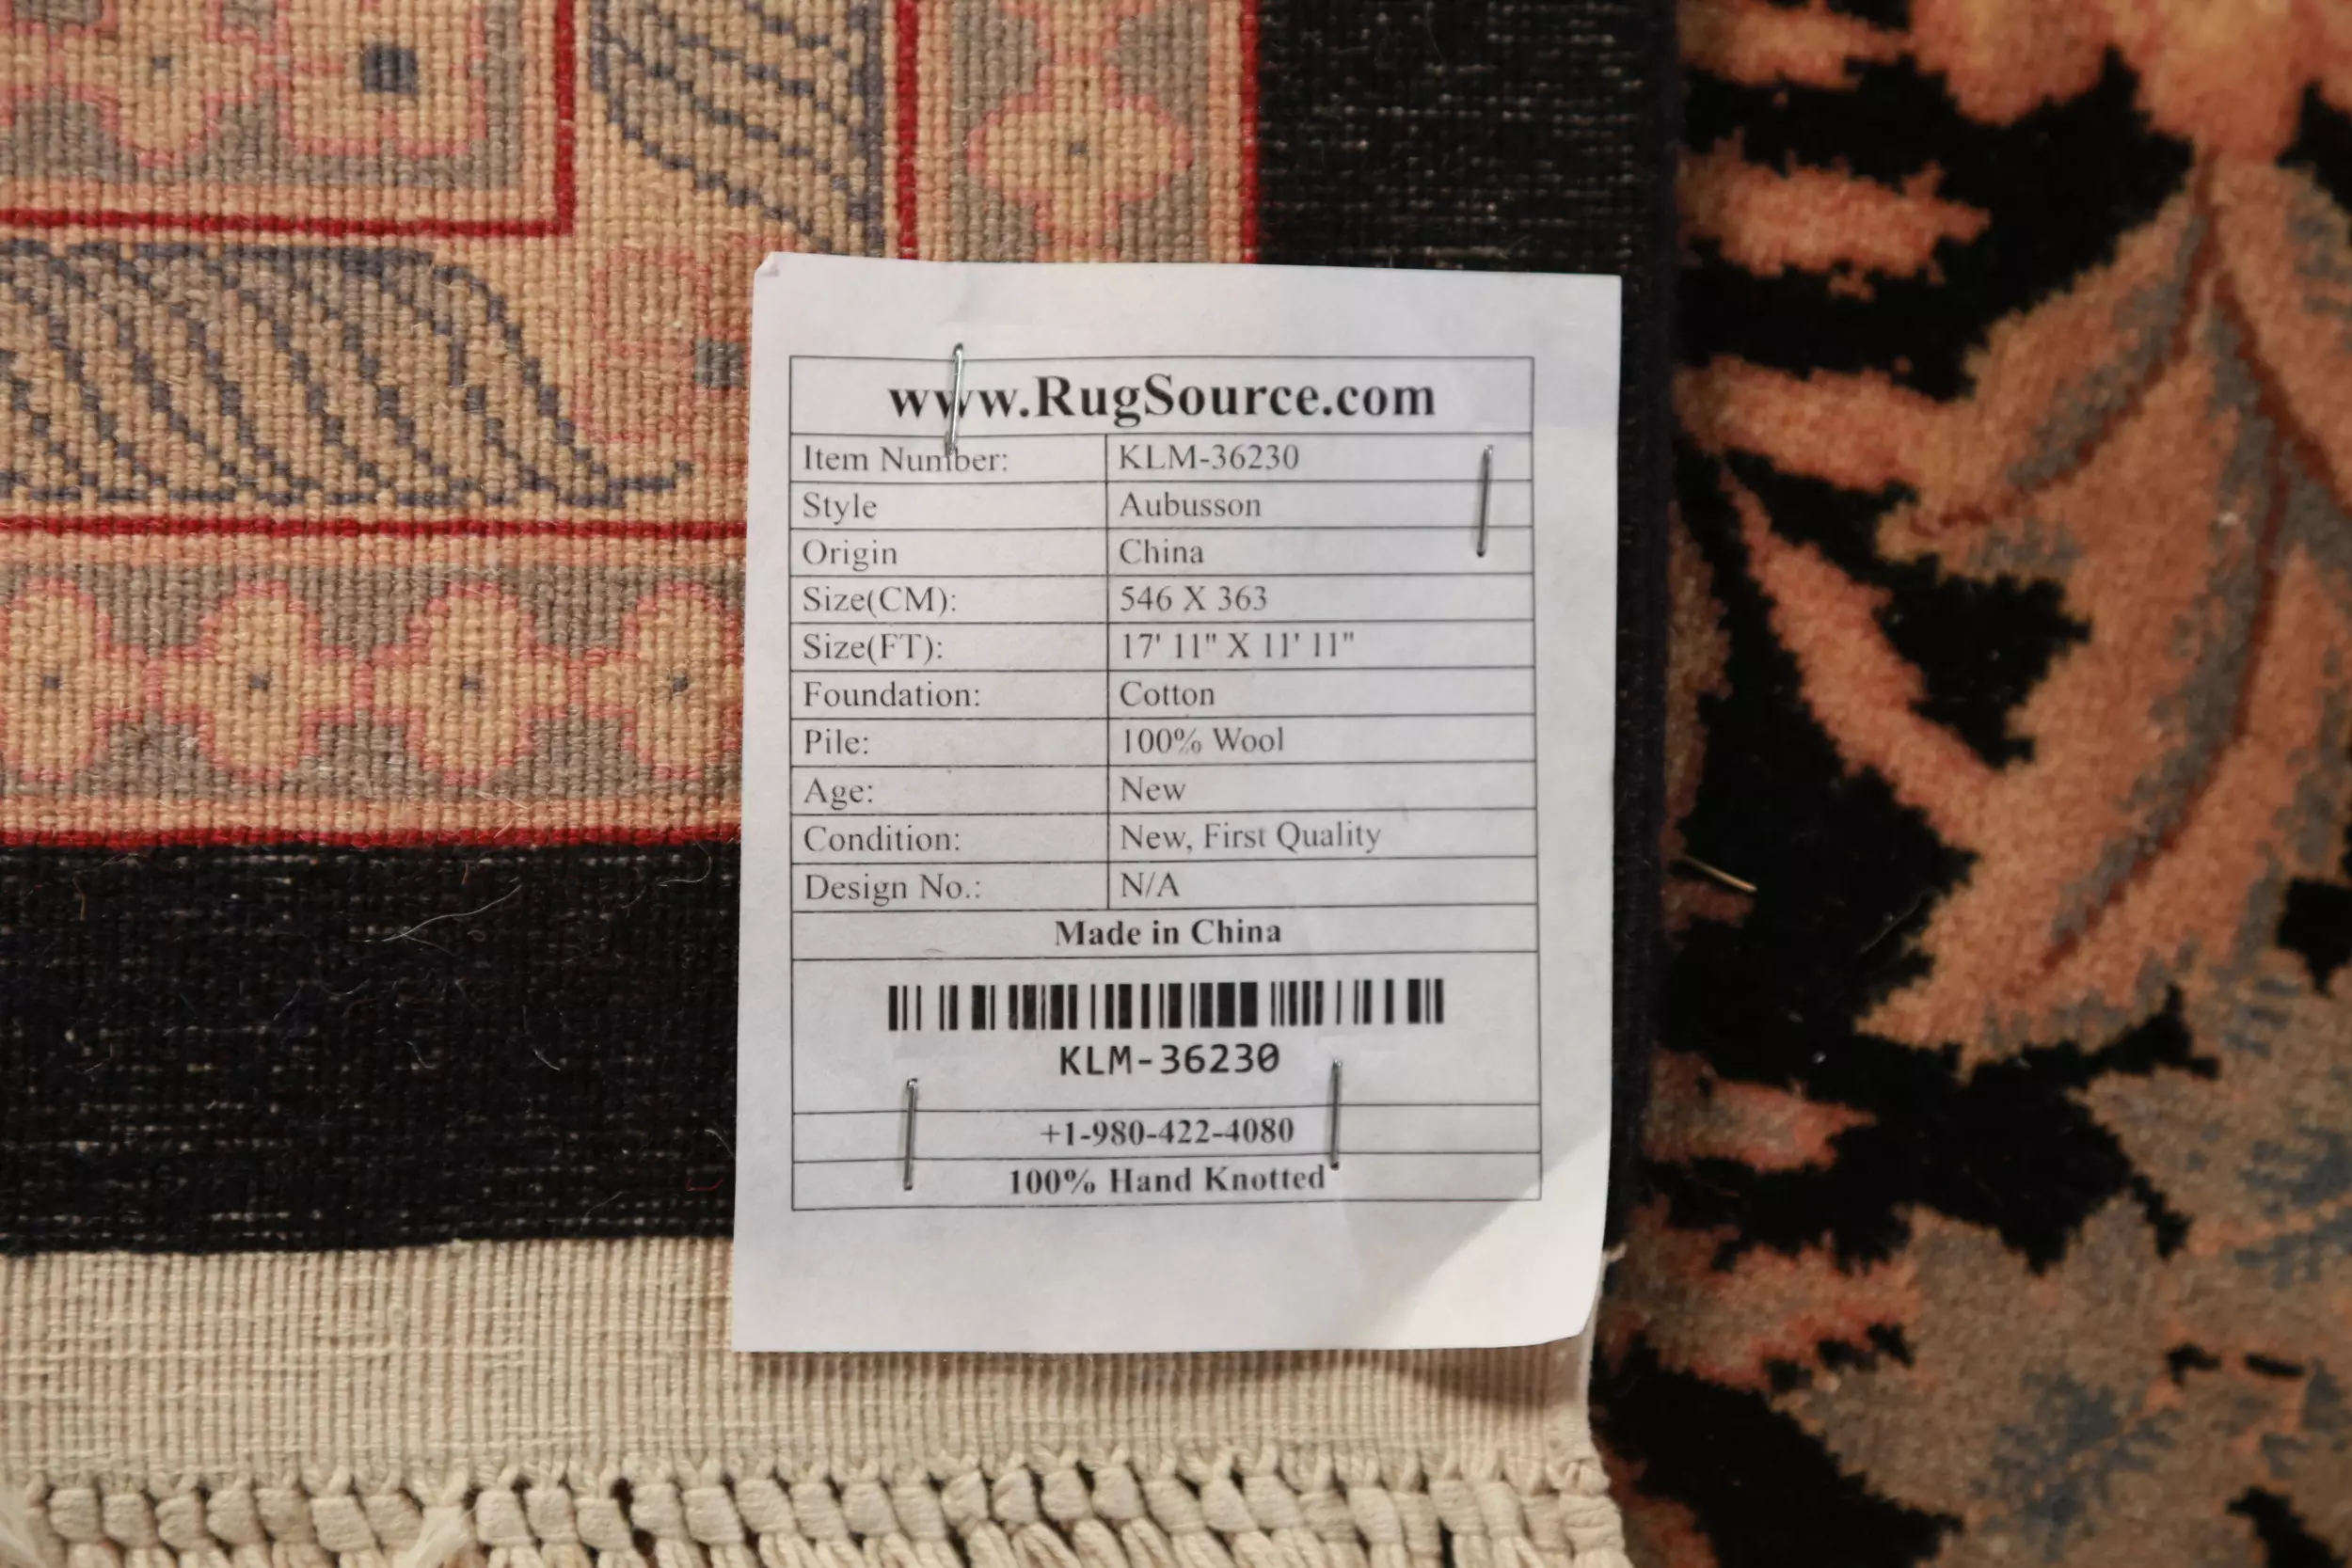 www.RugSource.com
Item Number: KLM-36230
Style Aubusson
Origin China
Size(CM): 546 X 363
Size(FT): 17' 11" X 11' 11"
Foundation: Cotton
Pile: 100% Wool
Age: New
Condition: New, First Quality
Design No.: N/A
Made in China
KLM-36230
+1-980-422-4080
100% Hand Knotted